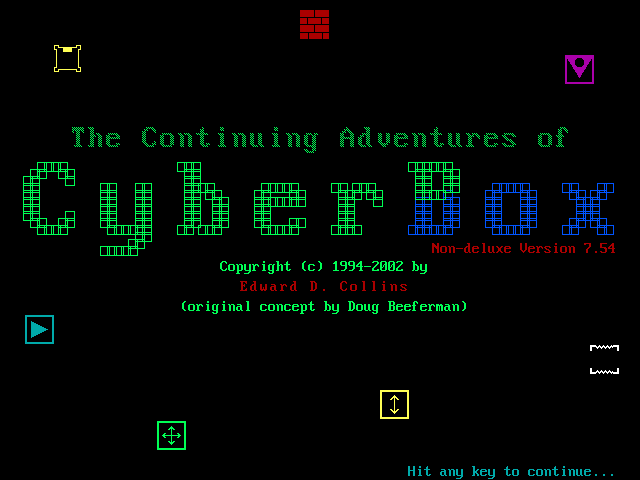 The Continuing Adventures of
CyberBox
Non-deluxe Version 7.54
Copyright (c) 1994-2002 by
Edward D. Collins
(original concept by Doug Beeferman)
Hit any key to continue...